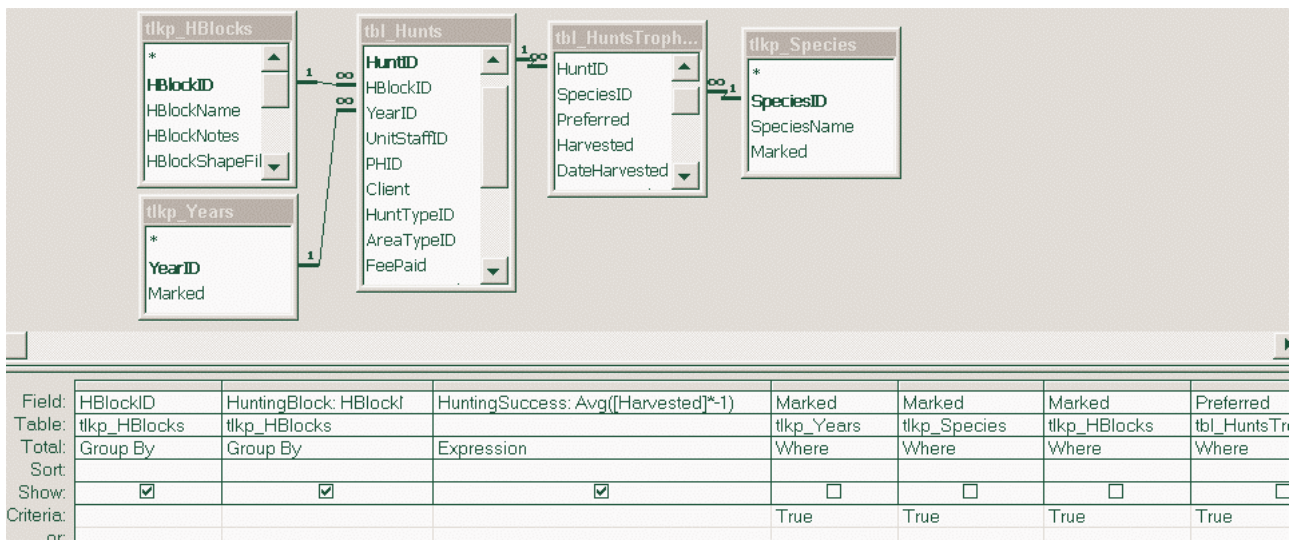 tlkp_HBlocks
*
HBlockID
HBlockName
HBlockNotes
HBlockShapeFil
tlkp_Years
*
YearID
Marked
tbl_Hunts
HuntID
HBlockID
YearID
UnitStaffID
PHID
Client
HuntTypeID
AreaTypeID
FeePaid
tbl_HuntsTroph...
HuntID
SpeciesID
Preferred
Harvested
DateHarvested
tlkp_Species
*
SpeciesID
SpeciesName
Marked
1 ∞
∞
1
1 ∞
∞ 1
Field: HBlockID HuntingBlock: HBlockN HuntingSuccess: Avg([Harvested]*-1) Marked Marked Marked Preferred
Table: tlkp_HBlocks tlkp_HBlocks tlkp_Years tlkp_Species tlkp_HBlocks tbl_HuntsTro
Total: Group By Group By Expression Where Where Where Where
Sort:
Show:
Criteria: True True True True
or: